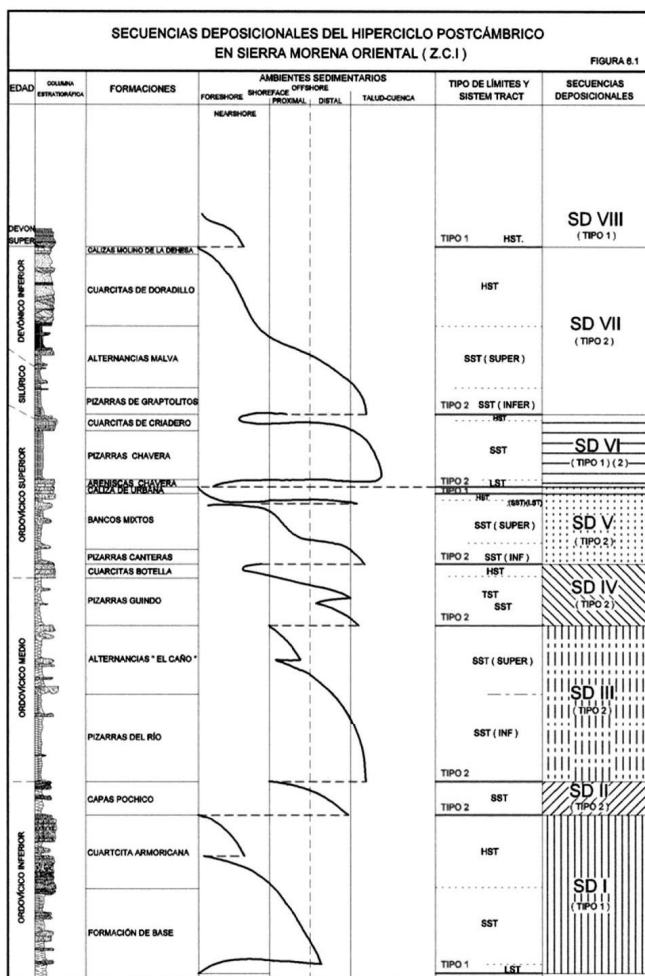 SECUENCIAS DEPOSICIONALES DEL HIPERCICLO POSTCÁMBRICO
EN SIERRA MORENA ORIENTAL ( Z.C.I )
FIGURA 6.1
EDAD
COLUMNA
ESTRATIGRÁFICA
FORMACIONES
AMBIENTES SEDIMENTARIOS
FORESHORE
SHOREFACE
OFFSHORE
PROXIMAL
DISTAL
TALUD-CUENCA
NEARSHORE
TIPO DE LÍMITES Y
SISTEM TRACT
SECUENCIAS
DEPOSICIONALES
DEVON
SUPER
TIPO 1 HST.
SD VIII
( TIPO 1 )
DEVÓNICO INFERIOR
CALIZAS MOLINO DE LA DEHESA
CUARCITAS DE DORADILLO
HST
SD VII
( TIPO 2 )
ALTERNANCIAS MALVA
SST ( SUPER )
SILÚRICO
PIZARRAS DE GRAPTOLITOS
TIPO 2 SST ( INFER )
ORDOVÍCICO SUPERIOR
CUARCITAS DE CRIADERO
HST
PIZARRAS CHAVERA
SST
SD VI
( TIPO 1 ) ( 2 )
ARENISCAS CHAVERA
TIPO 2 LST
CALIZA DE URBANA
TIPO 1
HST
(SST)(LST)
BANCOS MIXTOS
SST ( SUPER )
SD V
( TIPO 2 )
PIZARRAS CANTERAS
TIPO 2 SST ( INF )
CUARCITAS BOTELLA
HST
ORDOVÍCICO MEDIO
PIZARRAS GUINDO
TST
SST
TIPO 2
SD IV
( TIPO 2 )
ALTERNANCIAS " EL CAÑO "
SST ( SUPER )
SD III
( TIPO 2 )
PIZARRAS DEL RÍO
SST ( INF )
TIPO 2
ORDOVÍCICO INFERIOR
CAPAS POCHICO
SST
TIPO 2
SD II
( TIPO 2 )
CUARTCITA ARMORICANA
HST
SD I
( TIPO 1 )
FORMACIÓN DE BASE
SST
TIPO 1
LST